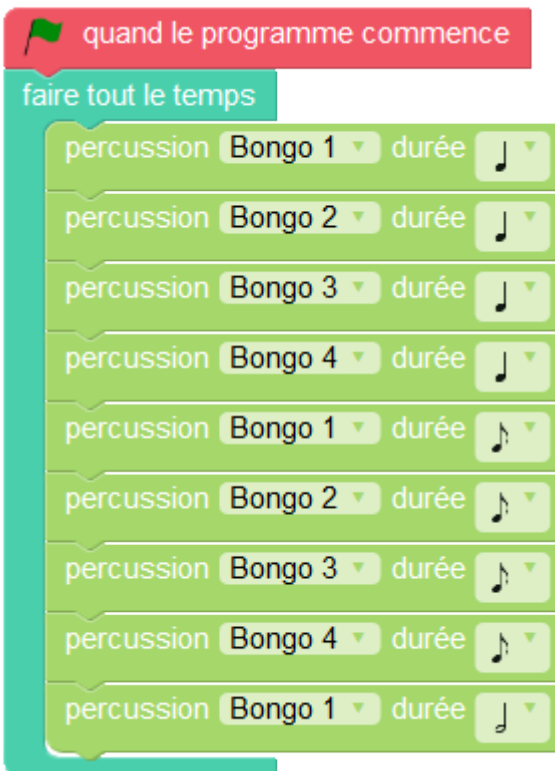 quand le programme commence
faire tout le temps
percussion Bongo 1 durée
percussion Bongo 2 durée
percussion Bongo 3 durée
percussion Bongo 4 durée
percussion Bongo 1 durée
percussion Bongo 2 durée
percussion Bongo 3 durée
percussion Bongo 4 durée
percussion Bongo 1 durée